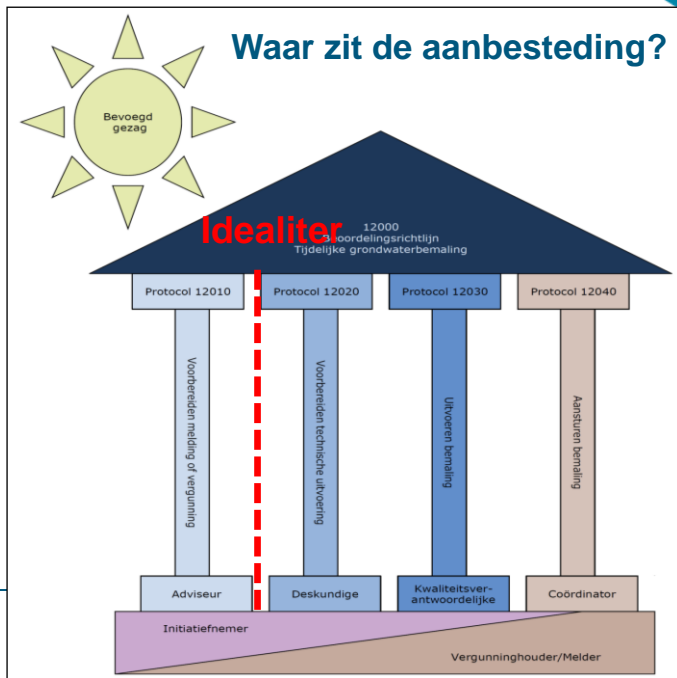 Waar zit de aanbesteding?
Bevoegd
gezag
Idealiter
12000
Beoordelingsrichtlijn
Tijdelijke grondwaterbemaling
Protocol 12010
Protocol 12020
Protocol 12030
Protocol 12040
Voorbereiden melding of vergunning
Voorbereiden technische uitvoering
Uitvoeren bemaling
Aansturen bemaling
Adviseur
Deskundige
Kwaliteitsver-
antwoordelijke
Coördinator
Initiatiefnemer
Vergunninghouder/Melder